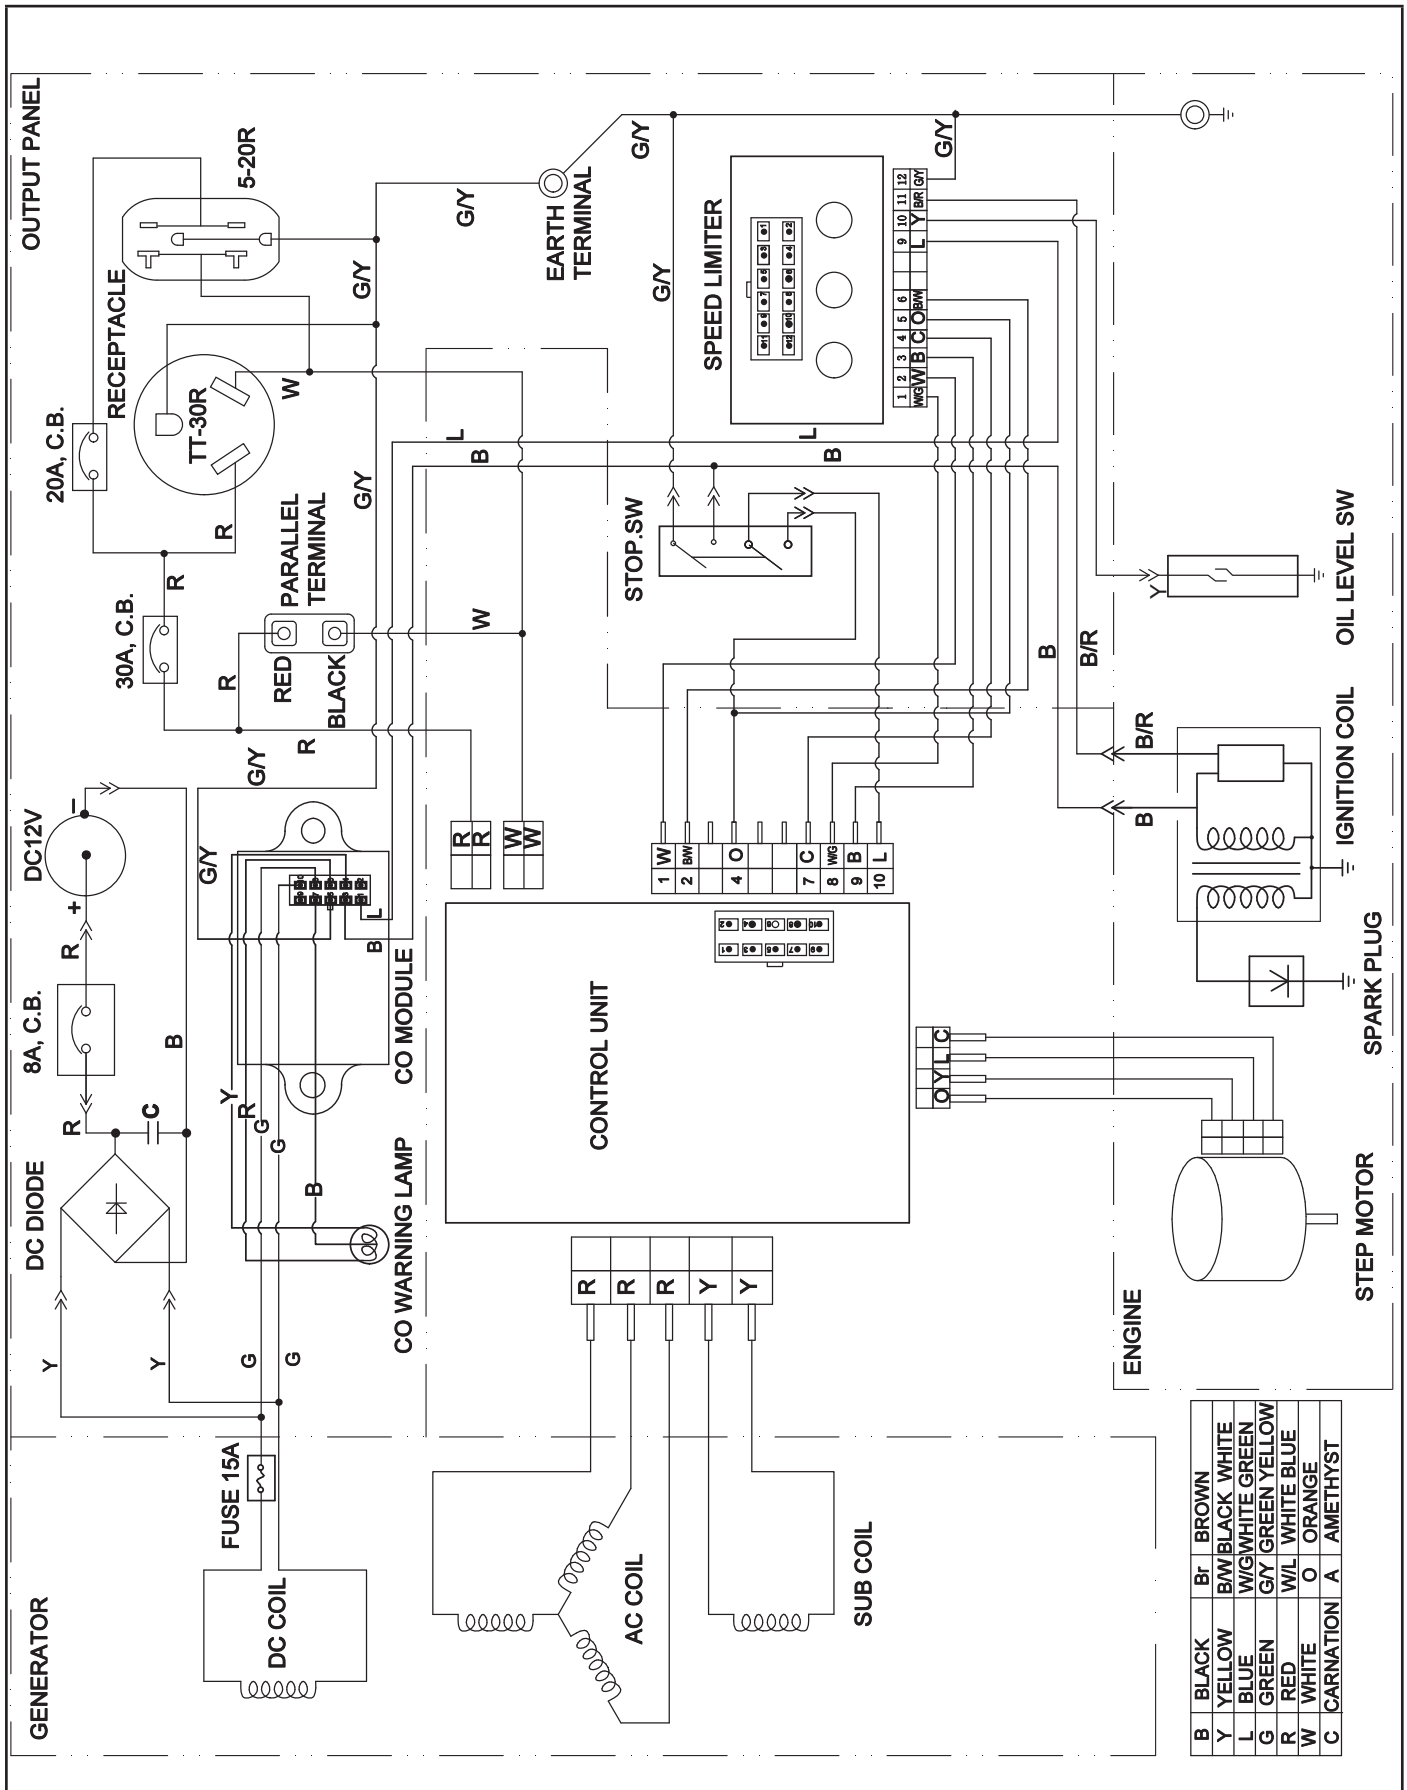 OUTPUT PANEL
5-20R
RECEPTACLE
20A, C.B.
TT-30R
W
G/Y
G/Y
EARTH
TERMINAL
G/Y
G/Y
G/Y
SPEED LIMITER
1 2 3 4 5 6 9 10 11 12
W/G W B C O B/W L Y B/R G/Y
L
B
L
B
G/Y
R
R
30A, C.B.
PARALLEL
TERMINAL
RED
BLACK
R
W
R
G/Y
STOP.SW
OIL LEVEL SW
Y
B
B/R
B/R
B
IGNITION COIL
SPARK PLUG
DC12V
+
−
R
8A, C.B.
R
C
B
DC DIODE
Y
Y
G/Y
L
B
CO MODULE
Y
R
G
G
B
CO WARNING LAMP
R
R
W
W
1 W
2 B/W
4 O
7 C
8 W/G
9 B
10 L
CONTROL UNIT
O Y L C
STEP MOTOR
ENGINE
R
R
R
Y
Y
G
G
FUSE 15A
GENERATOR
DC COIL
AC COIL
SUB COIL
B BLACK Br BROWN
Y YELLOW B/W BLACK WHITE
L BLUE W/G WHITE GREEN
G GREEN G/Y GREEN YELLOW
R RED W/L WHITE BLUE
W WHITE O ORANGE
C CARNATION A AMETHYST